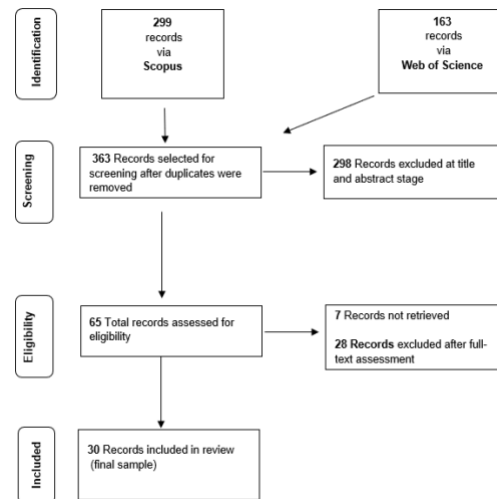 Identification
299
records
via
Scopus
163
records
via
Web of Science
Screening
363 Records selected for
screening after duplicates were
removed
298 Records excluded at title
and abstract stage
Eligibility
65 Total records assessed for
eligibility
7 Records not retrieved
28 Records excluded after full-
text assessment
Included
30 Records included in review
(final sample)